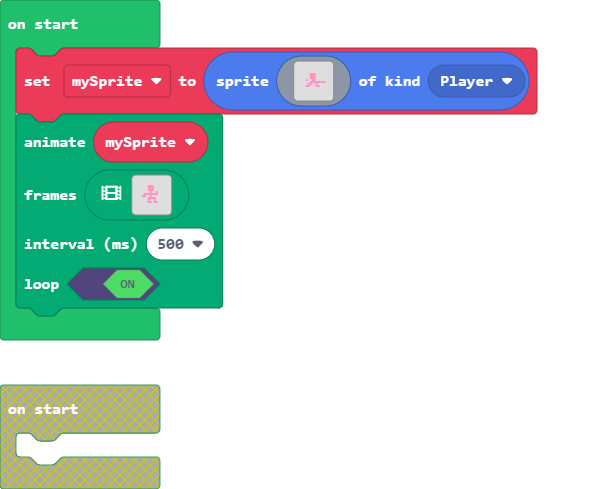 on start
set mySprite to sprite of kind Player
animate mySprite
frames
interval (ms) 500
loop ON
on start